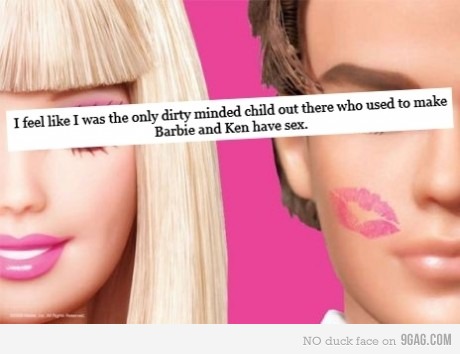 I feel like I was the only dirty minded child out there who used to make
Barbie and Ken have sex.
NO duck face on 9GAG.COM